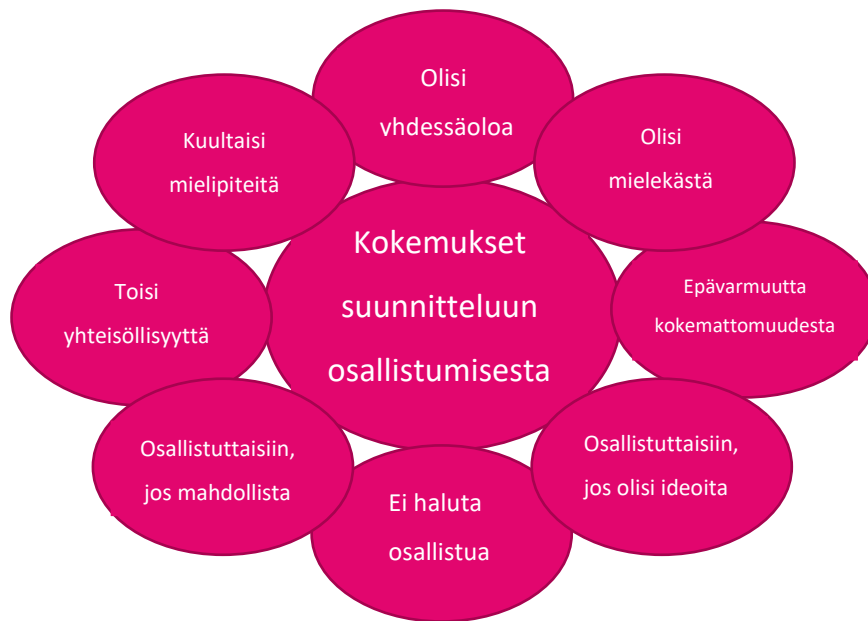 Olisi
yhdessäoloa
Kuultaisi
mielipiteitä
Olisi
mielekästä
Kokemukset
suunnitteluun
osallistumisesta
Toisi
yhteisöllisyyttä
Epävarmuutta
kokemattomuudesta
Osallistuttaisiin,
jos mahdollista
Osallistuttaisiin,
jos olisi ideoita
Ei haluta
osallistua